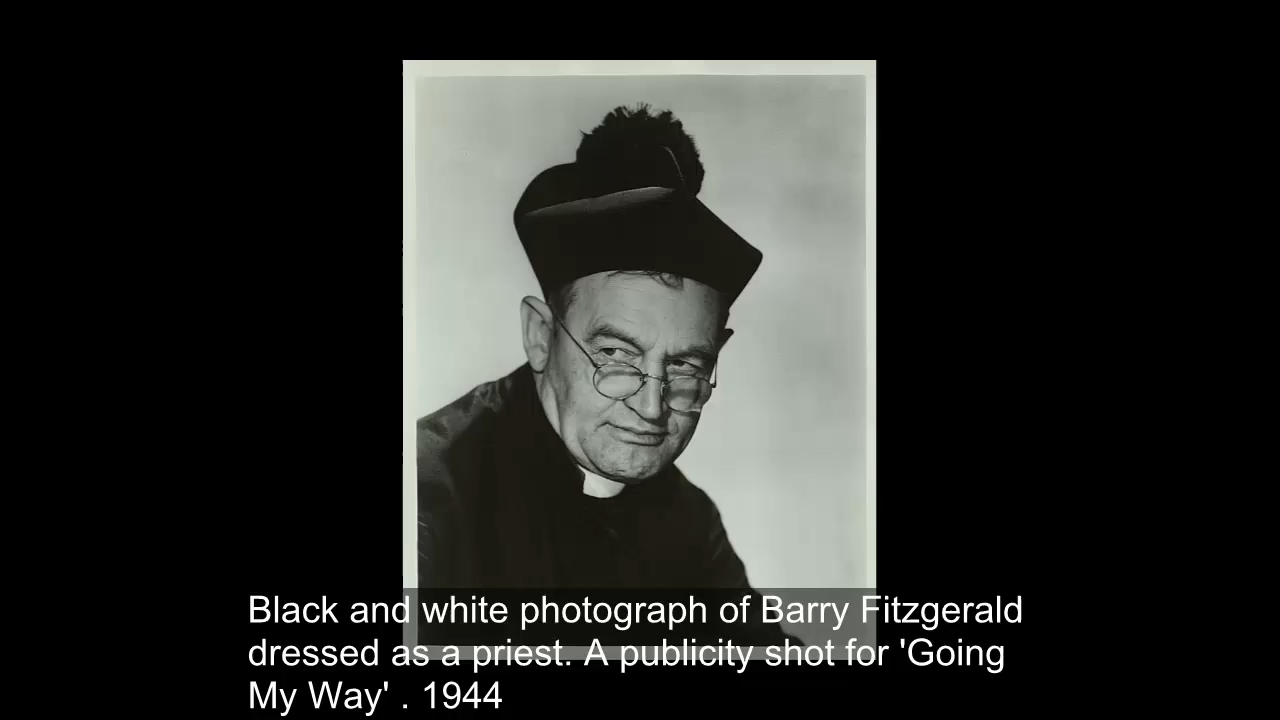 Black and white photograph of Barry Fitzgerald
dressed as a priest. A publicity shot for 'Going
My Way' . 1944